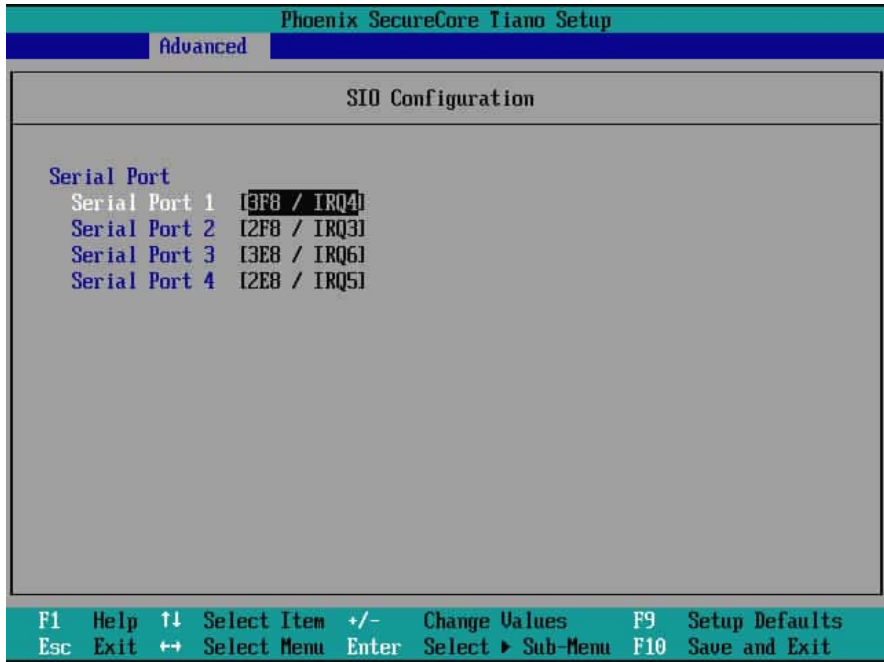 Phoenix SecureCore Tiano Setup
Advanced
SIO Configuration
Serial Port
Serial Port 1 [3F8 / IRQ4]
Serial Port 2 [2F8 / IRQ3]
Serial Port 3 [3E8 / IRQ6]
Serial Port 4 [2E8 / IRQ5]
F1 Help ↑↓ Select Item +/- Change Values F9 Setup Defaults
Esc Exit ↔ Select Menu Enter Select ▶ Sub-Menu F10 Save and Exit